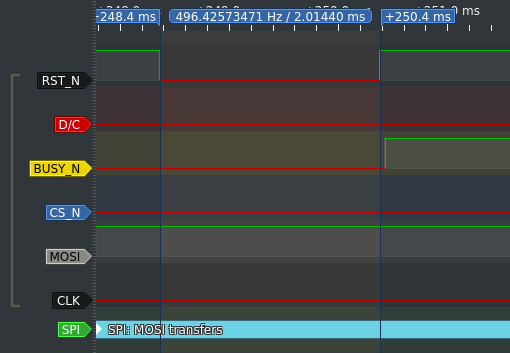 -248.4 ms
496.42573471 Hz / 2.01440 ms
+250.4 ms
ms
RST_N
D/C
BUSY_N
CS_N
MOSI
CLK
SPI
SPI: MOSI transfers